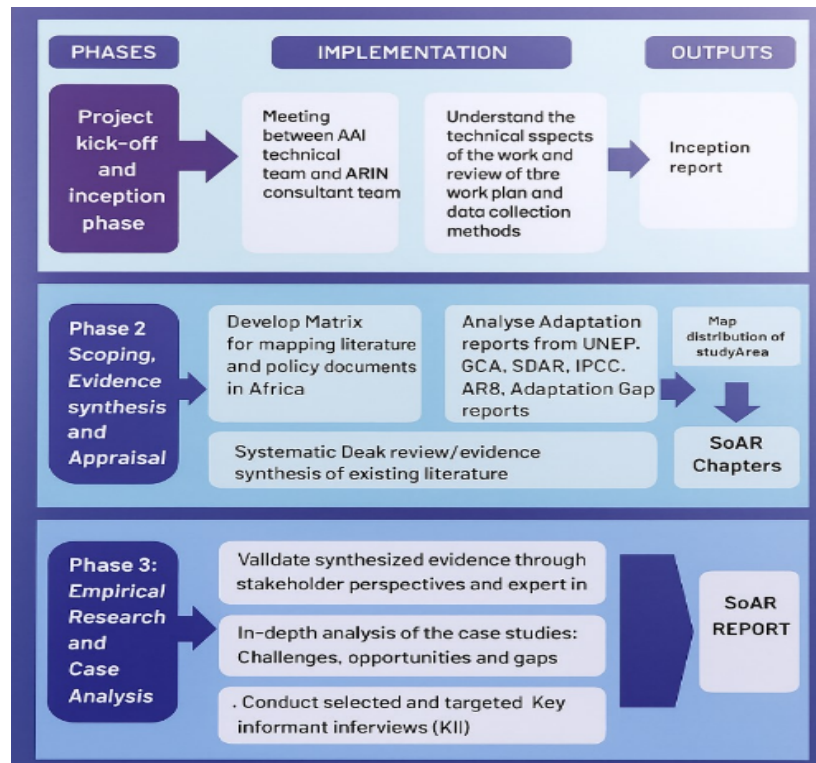 PHASES
IMPLEMENTATION
OUTPUTS
Project
kick-off
and
inception
phase
Meeting
between AAI
technical
team and ARIN
consultant team
Understand the
technical sspects
of the work and
review of tbre
work plan and
data collection
methods
Inception
report
Phase 2
Scoping,
Evidence
synthesis
and
Appraisal
Develop Matrix
for mapping literature
and policy documents
in Africa
Analyse Adaptation
reports from UNEP.
GCA, SDAR, IPCC.
AR8, Adaptation Gap
reports
Map
distribution of
studyArea
Systematic Deak review/evidence
synthesis of existing literature
SoAR
Chapters
Phase 3:
Empirical
Research
and
Case
Analysis
Valldate synthesized evidence through
stakeholder perspectives and expert in
In-depth analysis of the case studies:
Challenges, opportunities and gaps
. Conduct selected and targeted Key
informant inferviews (KII)
SoAR
REPORT